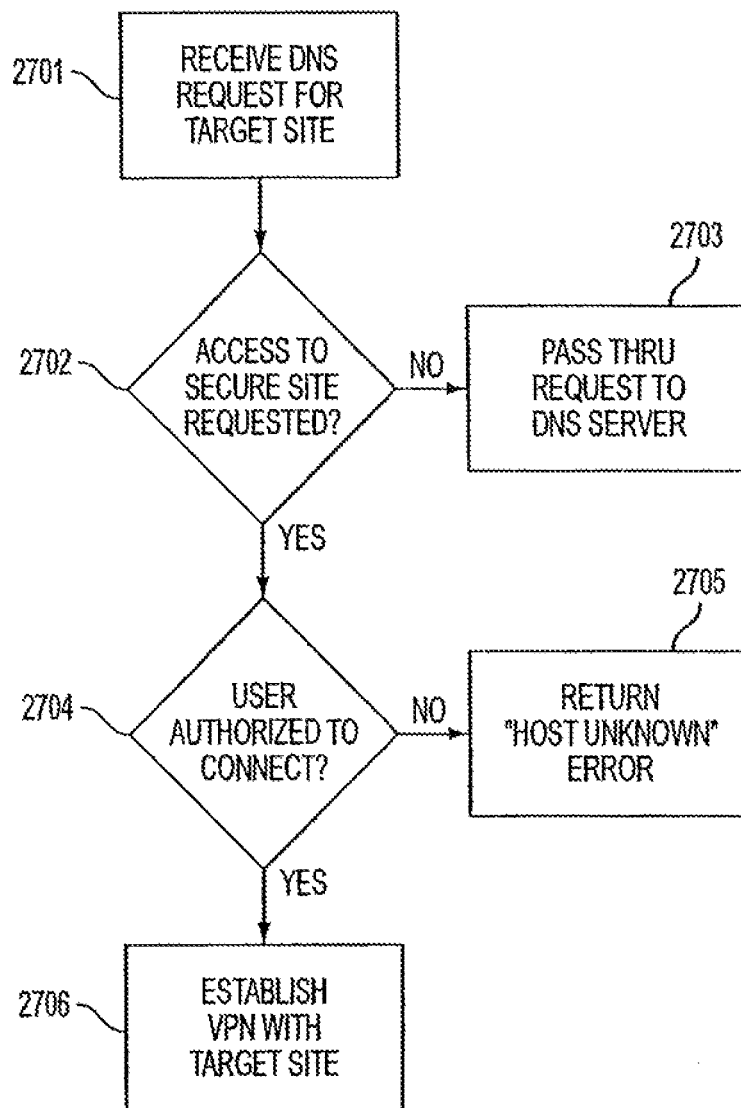 2701
RECEIVE DNS
REQUEST FOR
TARGET SITE
2702
ACCESS TO
SECURE SITE
REQUESTED?
NO
2703
PASS THRU
REQUEST TO
DNS SERVER
YES
2704
USER
AUTHORIZED TO
CONNECT?
NO
2705
RETURN
"HOST UNKNOWN"
ERROR
YES
2706
ESTABLISH
VPN WITH
TARGET SITE